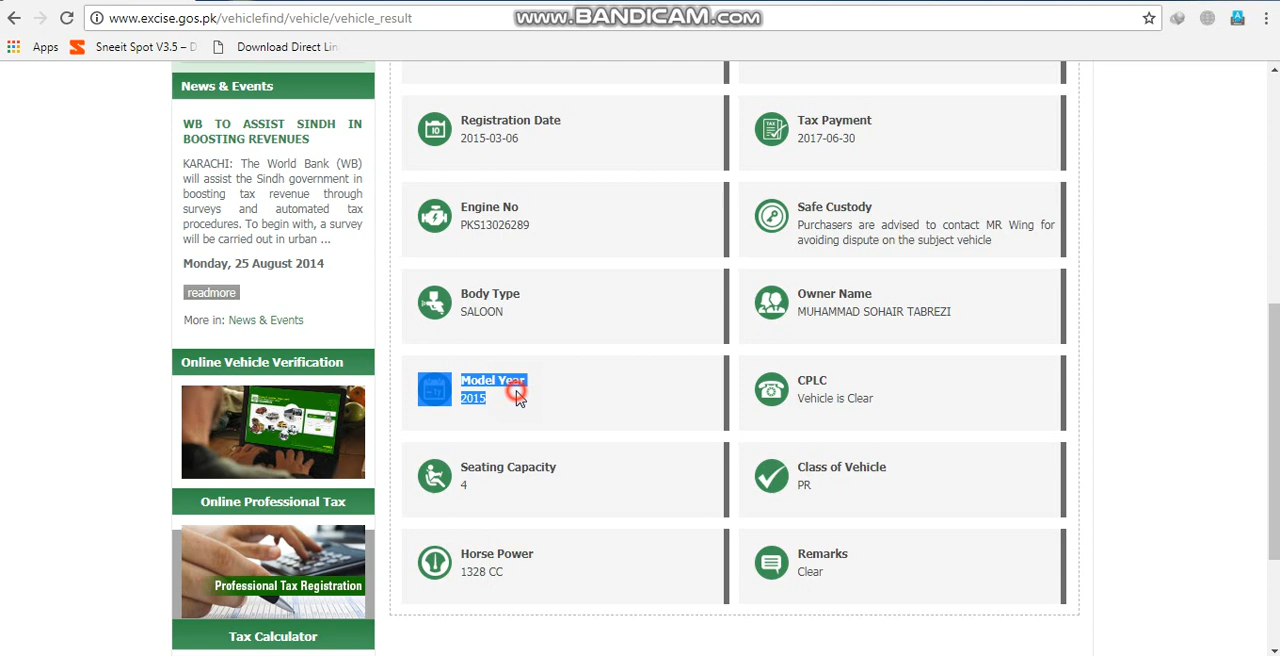 www.BANDICAM.com
www.excise.gos.pk/vehiclefind/vehicle/vehicle_result
Apps
Sneeit Spot V3.5 – D
Download Direct Lin
News & Events
WB TO ASSIST SINDH IN
BOOSTING REVENUES
KARACHI: The World Bank (WB)
will assist the Sindh government in
boosting tax revenue through
surveys and automated tax
procedures. To begin with, a survey
will be carried out in urban ...
Monday, 25 August 2014
readmore
More in: News & Events
Online Vehicle Verification
Online Professional Tax
Professional Tax Registration
Tax Calculator
Registration Date
2015-03-06
Tax Payment
2017-06-30
Engine No
PKS13026289
Safe Custody
Purchasers are advised to contact MR Wing for
avoiding dispute on the subject vehicle
Body Type
SALOON
Owner Name
MUHAMMAD SOHAIR TABREZI
Model Year
2015
CPLC
Vehicle is Clear
Seating Capacity
4
Class of Vehicle
PR
Horse Power
1328 CC
Remarks
Clear